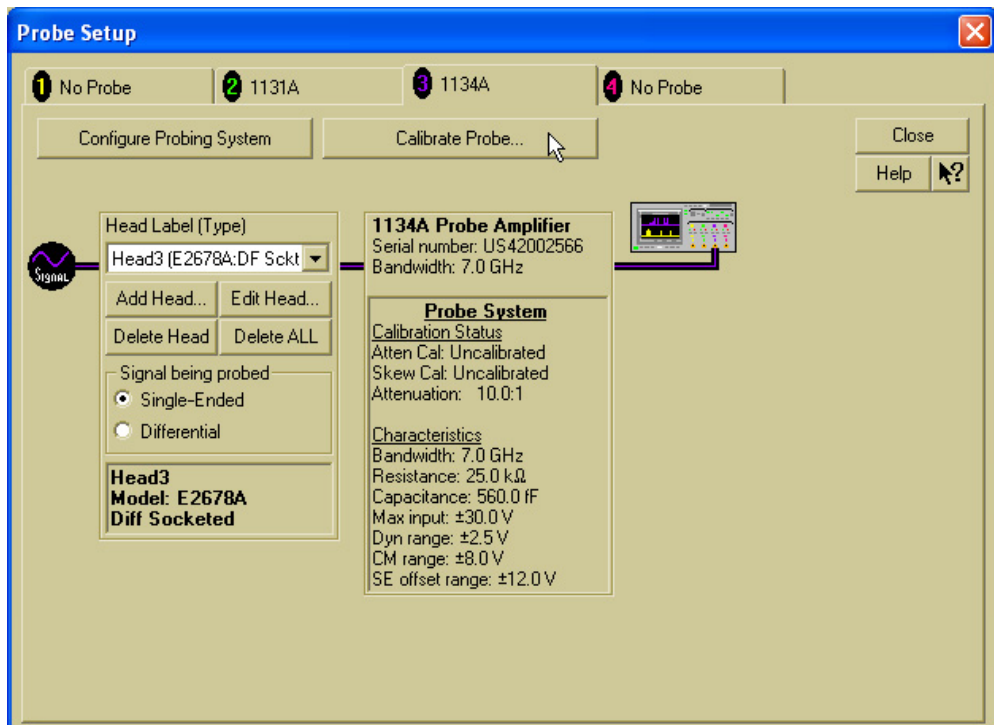 Probe Setup
1 No Probe
2 1131A
3 1134A
4 No Probe
Configure Probing System
Calibrate Probe...
Close
Help
?
Signal
Head Label (Type)
Head3 (E2678A:DF Sckt
Add Head...
Edit Head...
Delete Head
Delete ALL
Signal being probed
Single-Ended
Differential
Head3
Model: E2678A
Diff Socketed
1134A Probe Amplifier
Serial number: US42002566
Bandwidth: 7.0 GHz
Probe System
Calibration Status
Atten Cal: Uncalibrated
Skew Cal: Uncalibrated
Attenuation: 10.0:1
Characteristics
Bandwidth: 7.0 GHz
Resistance: 25.0 kΩ
Capacitance: 560.0 fF
Max input: ±30.0 V
Dyn range: ±2.5 V
CM range: ±8.0 V
SE offset range: ±12.0 V